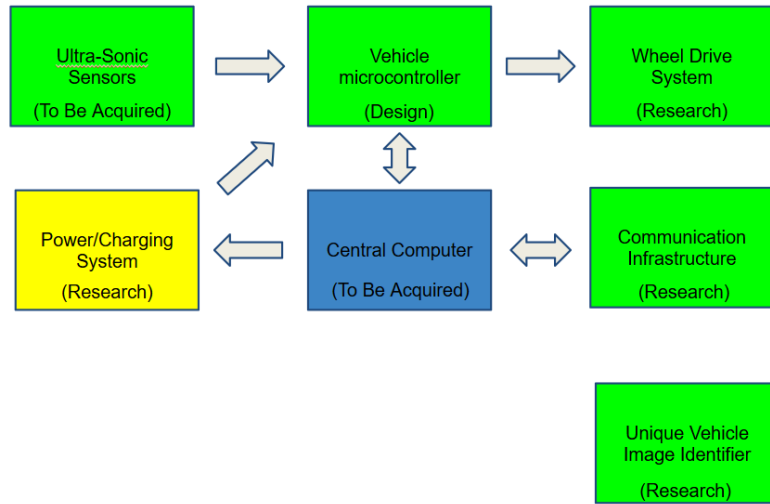 Ultra-Sonic
Sensors
(To Be Acquired)
Vehicle
microcontroller
(Design)
Wheel Drive
System
(Research)
Power/Charging
System
(Research)
Central Computer
(To Be Acquired)
Communication
Infrastructure
(Research)
Unique Vehicle
Image Identifier
(Research)